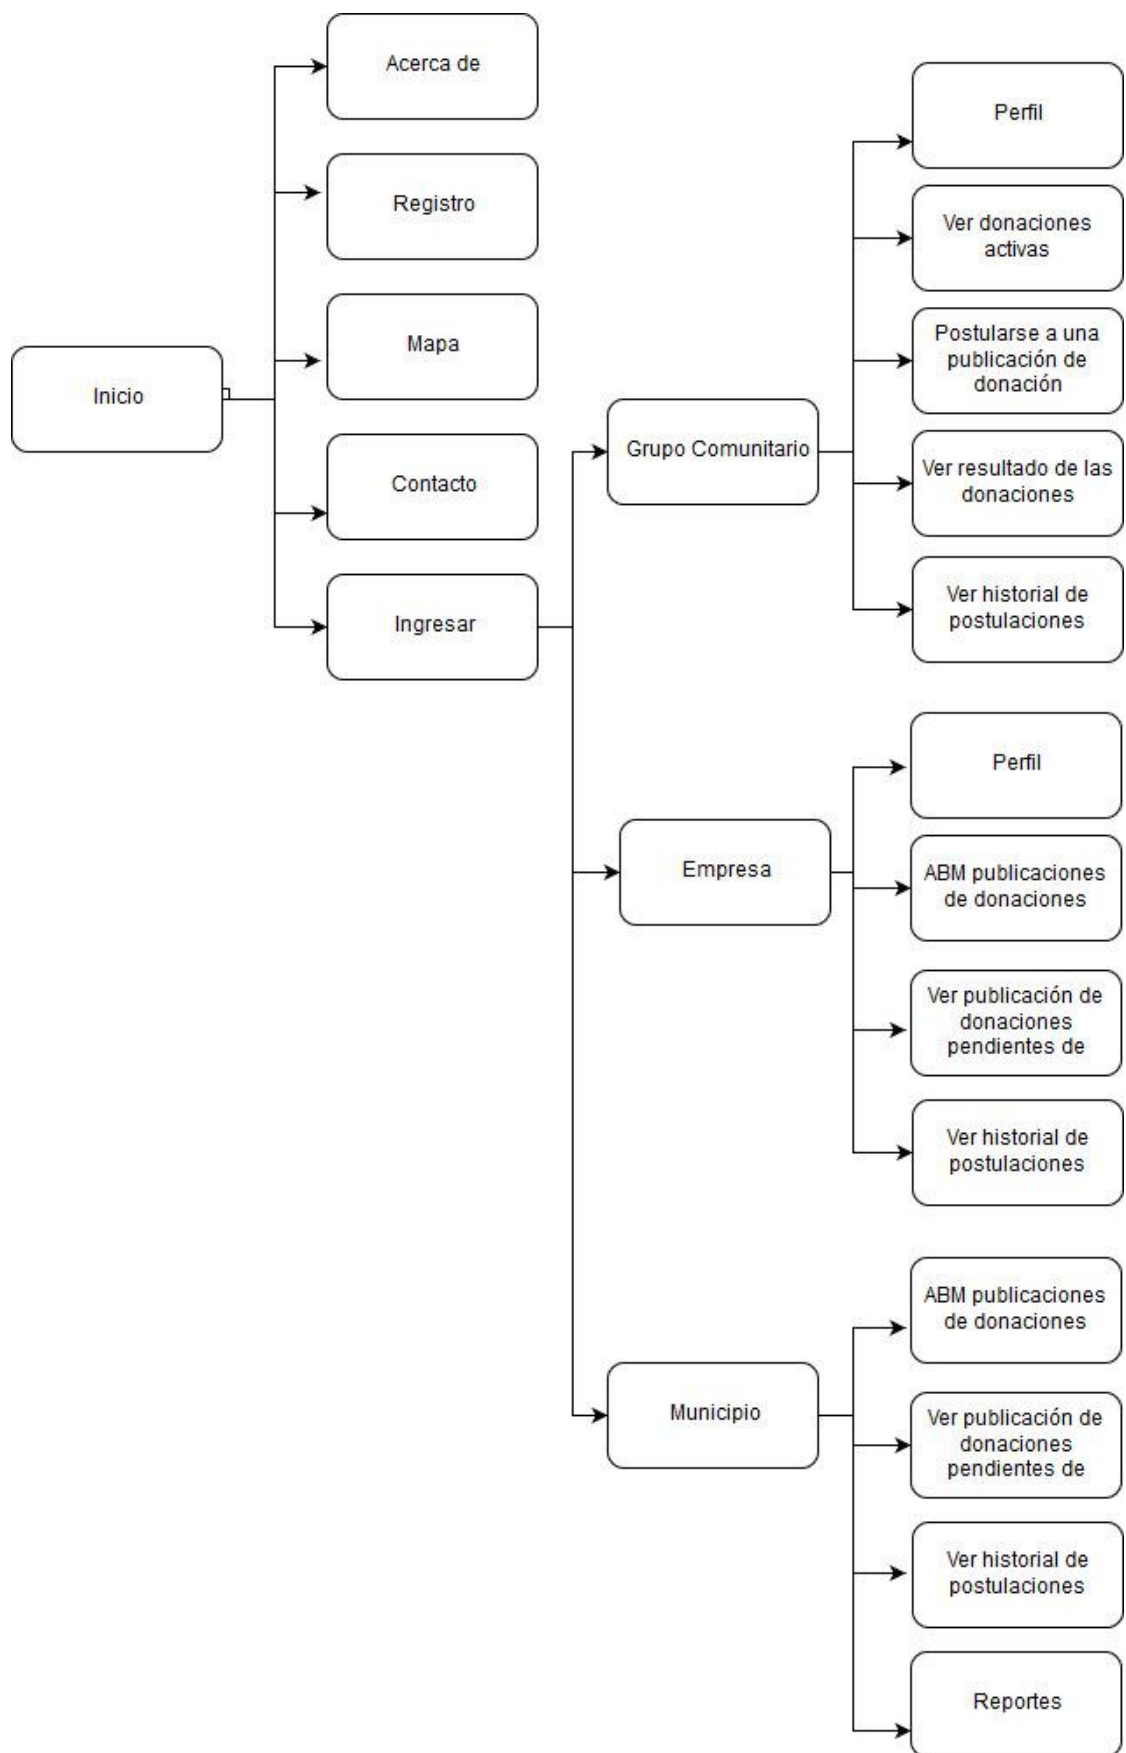 Inicio
Acerca de
Registro
Mapa
Contacto
Ingresar
Grupo Comunitario
Perfil
Ver donaciones
activas
Postularse a una
publicación de
donación
Ver resultado de las
donaciones
Ver historial de
postulaciones
Empresa
Perfil
ABM publicaciones
de donaciones
Ver publicación de
donaciones
pendientes de
Ver historial de
postulaciones
Municipio
ABM publicaciones
de donaciones
Ver publicación de
donaciones
pendientes de
Ver historial de
postulaciones
Reportes